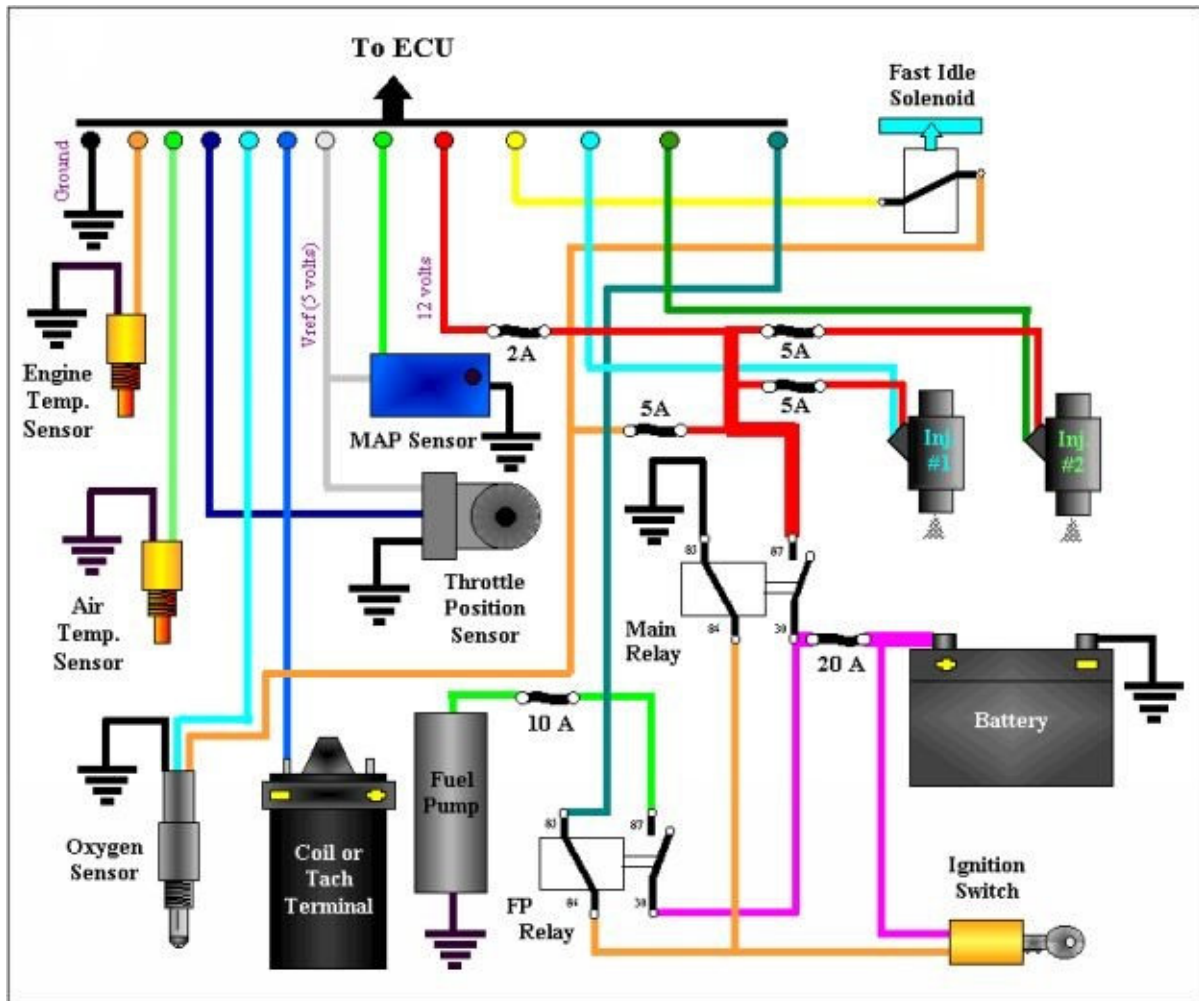 To ECU
Fast Idle
Solenoid
Ground
Vref (5 volts)
12 volts
2A
5A
5A
5A
Engine
Temp.
Sensor
MAP Sensor
Inj
#1
Inj
#2
Air
Temp.
Sensor
Throttle
Position
Sensor
85
87
86
30
Main
Relay
20 A
Battery
10 A
Fuel
Pump
Oxygen
Sensor
Coil or
Tach
Terminal
85
87
86
30
FP
Relay
Ignition
Switch